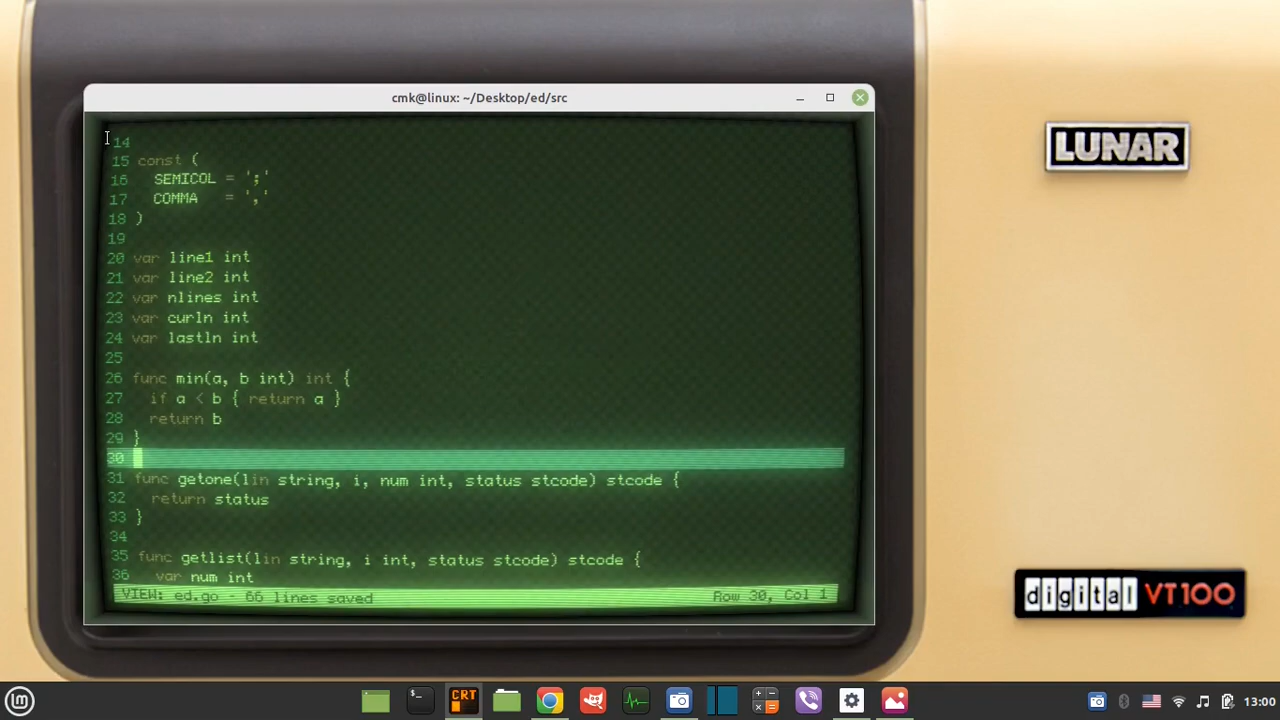 cmk@linux: ~/Desktop/ed/src
LUNAR
14
15 const (
16   SEMICOL = ';'
17   COMMA   = ','
18 )
19
20 var line1 int
21 var line2 int
22 var nlines int
23 var curln int
24 var lastln int
25
26 func min(a, b int) int {
27   if a < b { return a }
28   return b
29 }
30
31 func getone(lin string, i, num int, status stcode) stcode {
32   return status
33 }
34
35 func getlist(lin string, i int, status stcode) stcode {
36   var num int
VIEW: ed.go - 66 lines saved Row 30, Col 1
digital VT100
CRT
13:00